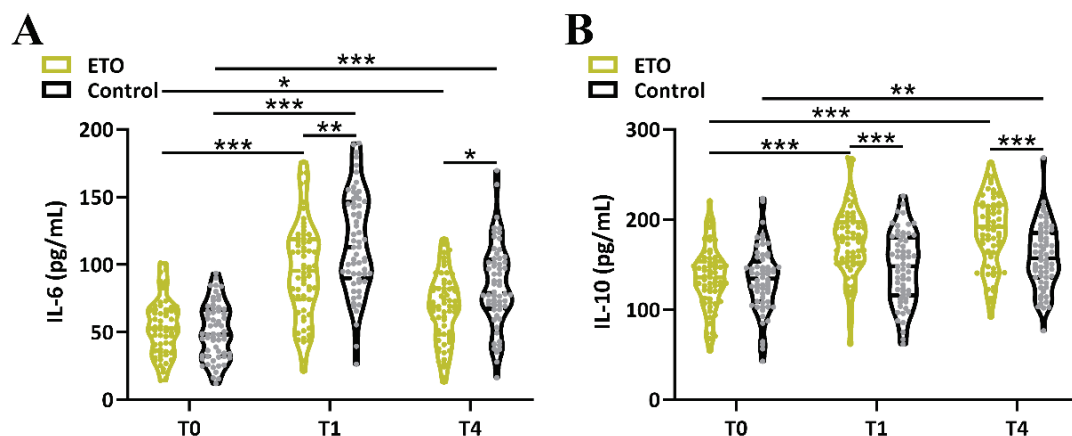 A
ETO
Control
***
*
***
**
***
*
IL-6 (pg/mL)
200
150
100
50
0
T0
T1
T4
B
ETO
Control
**
***
***
***
***
IL-10 (pg/mL)
300
200
100
0
T0
T1
T4